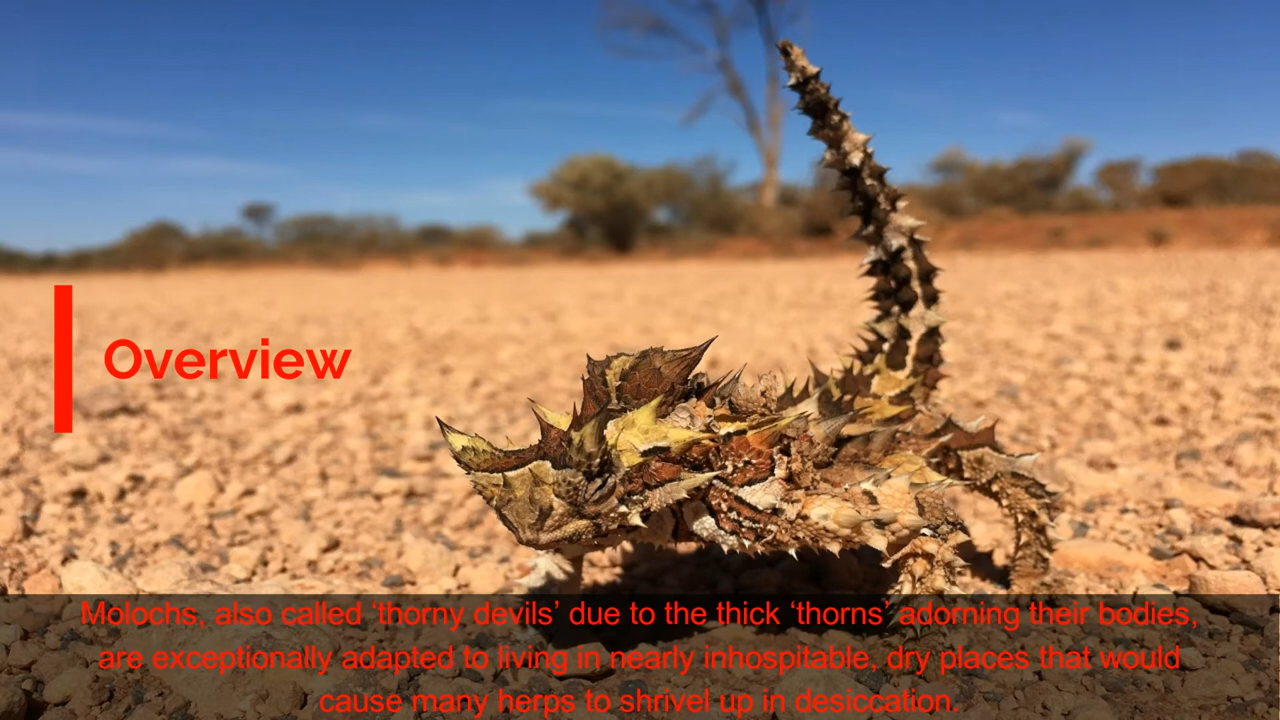 Overview
Molochs, also called ‘thorny devils’ due to the thick ‘thorns’ adorning their bodies,
are exceptionally adapted to living in nearly inhospitable, dry places that would
cause many herps to shrivel up in desiccation.